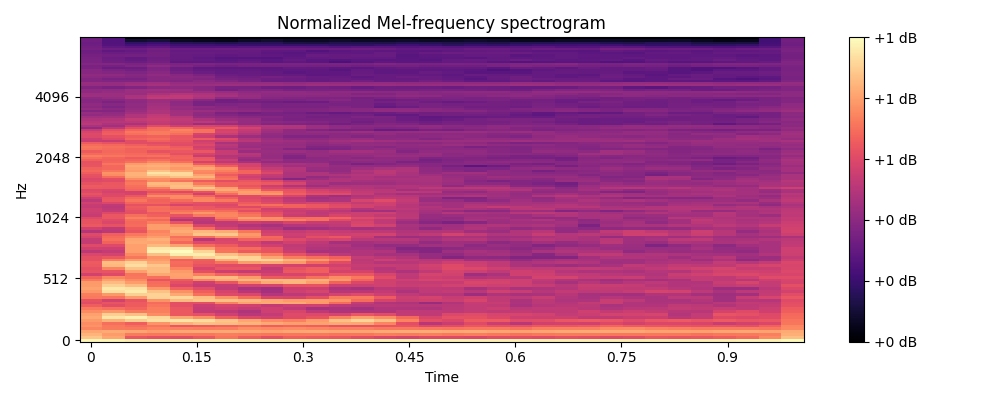 Normalized Mel-frequency spectrogram
Hz
4096
2048
1024
512
0
0 0.15 0.3 0.45 0.6 0.75 0.9
Time
+1 dB
+1 dB
+1 dB
+0 dB
+0 dB
+0 dB